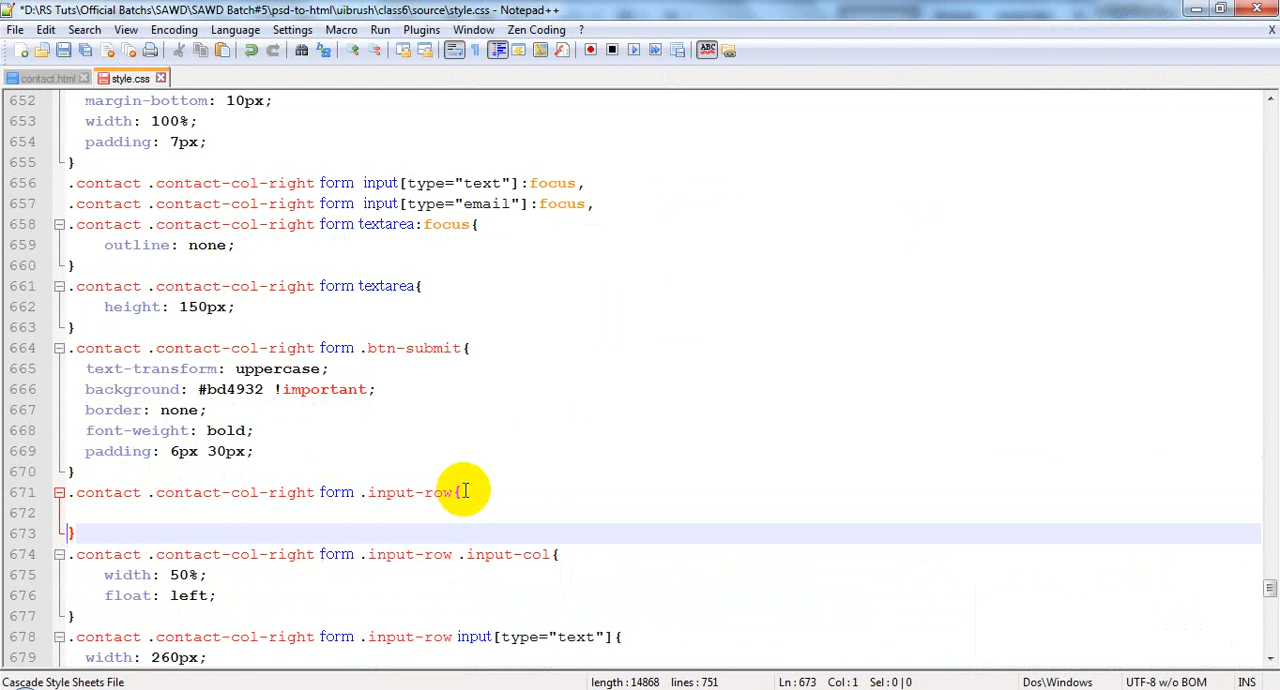 *D:\RS Tuts\Official Batchs\SAWD\SAWD Batch#5\psd-to-html\uibrush\class6\source\style.css - Notepad++
File Edit Search View Encoding Language Settings Macro Run Plugins Window Zen Coding ? X
contact.html style.css
652 margin-bottom: 10px;
653 width: 100%;
654 padding: 7px;
655 }
656 .contact .contact-col-right form input[type="text"]:focus,
657 .contact .contact-col-right form input[type="email"]:focus,
658 .contact .contact-col-right form textarea:focus{
659 outline: none;
660 }
661 .contact .contact-col-right form textarea{
662 height: 150px;
663 }
664 .contact .contact-col-right form .btn-submit{
665 text-transform: uppercase;
666 background: #bd4932 !important;
667 border: none;
668 font-weight: bold;
669 padding: 6px 30px;
670 }
671 .contact .contact-col-right form .input-row{
672
673 }
674 .contact .contact-col-right form .input-row .input-col{
675 width: 50%;
676 float: left;
677 }
678 .contact .contact-col-right form .input-row input[type="text"]{
679 width: 260px;
Cascade Style Sheets File length : 14868 lines : 751 Ln : 673 Col : 1 Sel : 0 | 0 Dos\Windows UTF-8 w/o BOM INS